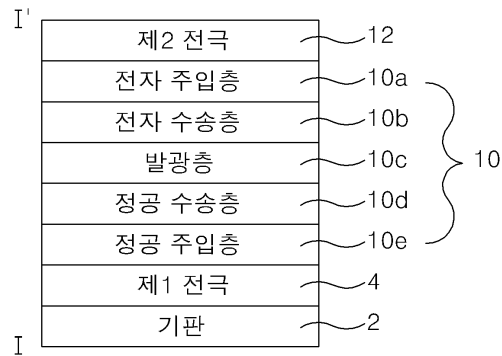 I'
제2 전극 12
전자 주입층 10a
전자 수송층 10b
발광층 10c 10
정공 수송층 10d
정공 주입층 10e
제1 전극 4
기판 2
I